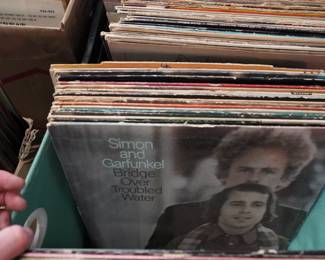 Simon
and
Garfunkel
Bridge
Over
Troubled
Water